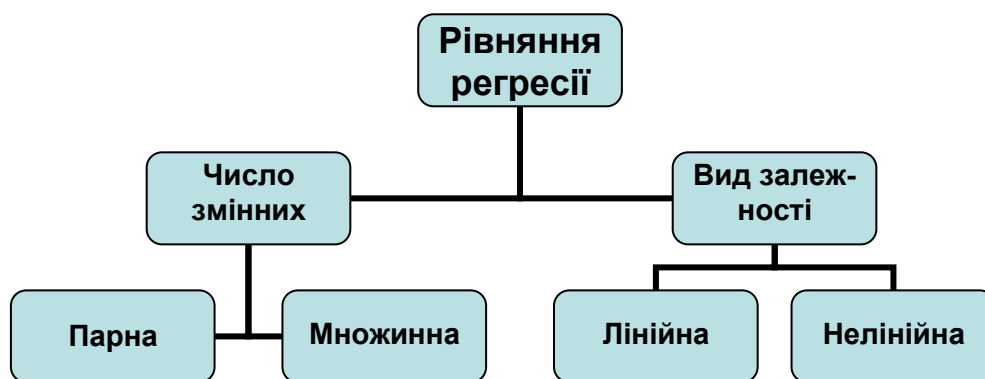 Рівняння
регресії
Число
змінних
Вид залеж-
ності
Парна
Множинна
Лінійна
Нелінійна